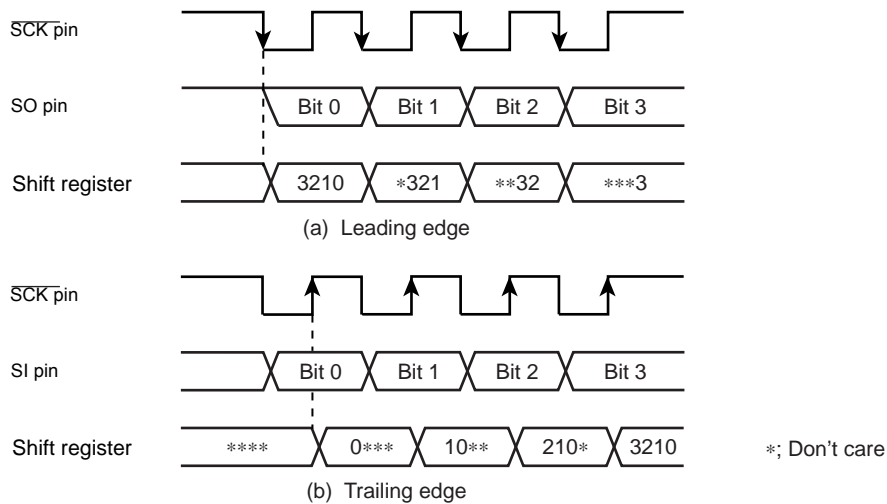 SCK pin
SO pin
Bit 0 Bit 1 Bit 2 Bit 3
Shift register
3210 *321 **32 ***3
(a) Leading edge
SCK pin
SI pin
Bit 0 Bit 1 Bit 2 Bit 3
Shift register
**** 0*** 10** 210* 3210
*; Don't care
(b) Trailing edge